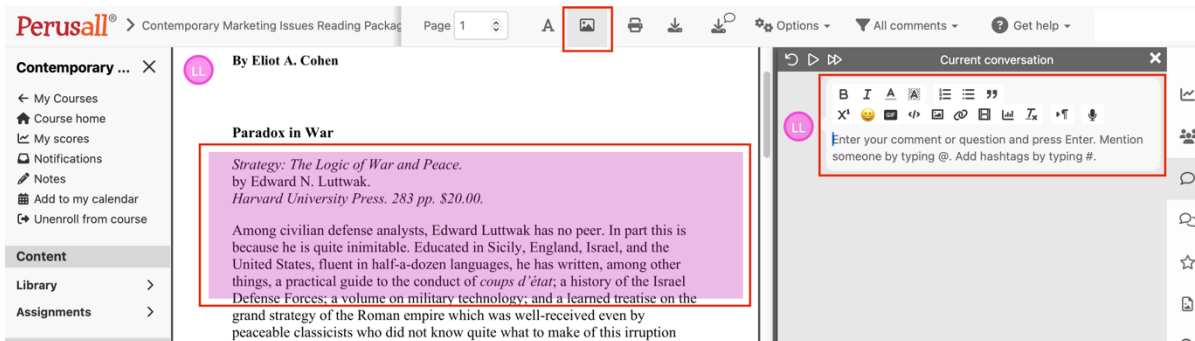 Perusall® > Contemporary Marketing Issues Reading Packag
Page 1
A
Options
All comments
? Get help
Contemporary ... ×
← My Courses
Course home
My scores
Notifications
Notes
Add to my calendar
Unenroll from course
Content
Library >
Assignments >
LL
By Eliot A. Cohen
Paradox in War
Strategy: The Logic of War and Peace.
by Edward N. Luttwak.
Harvard University Press. 283 pp. $20.00.
Among civilian defense analysts, Edward Luttwak has no peer. In part this is
because he is quite inimitable. Educated in Sicily, England, Israel, and the
United States, fluent in half-a-dozen languages, he has written, among other
things, a practical guide to the conduct of coups d’état; a history of the Israel
Defense Forces; a volume on military technology; and a learned treatise on the
grand strategy of the Roman empire which was well-received even by
peaceable classicists who did not know quite what to make of this irruption
Current conversation ×
LL
B I A A
X¹ GIF </> Tx ¶
Enter your comment or question and press Enter. Mention
someone by typing @. Add hashtags by typing #.